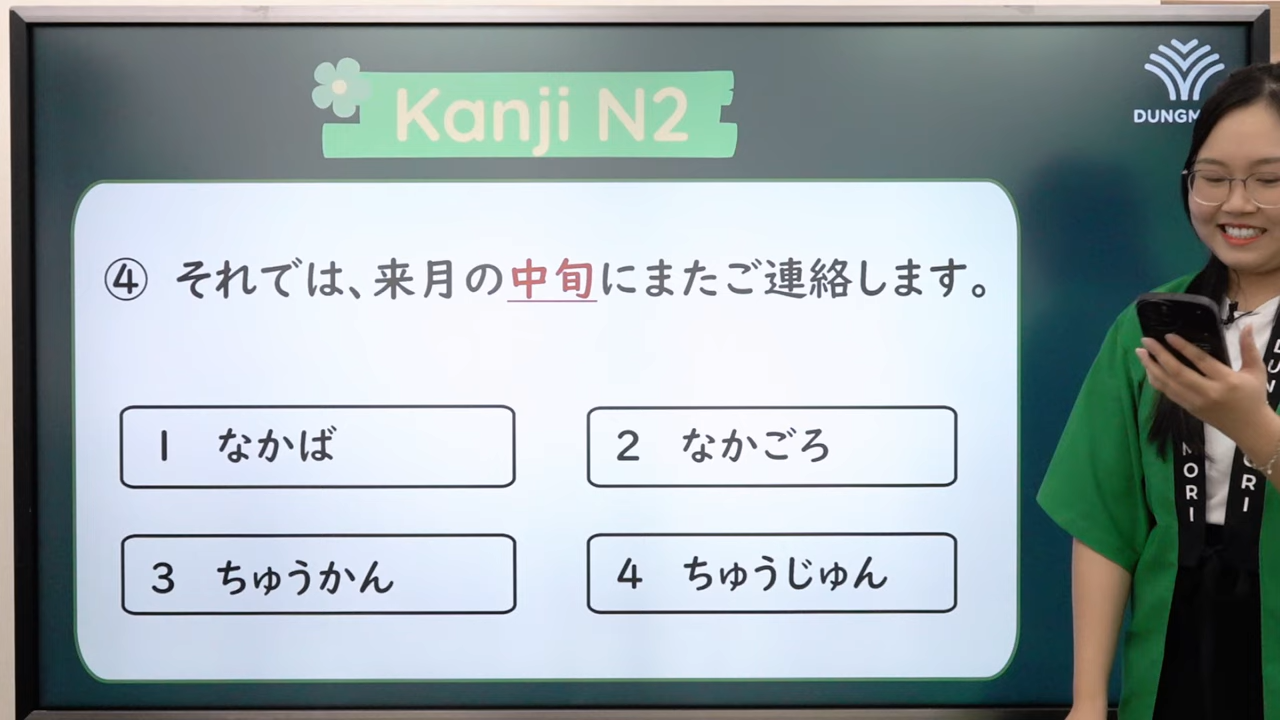 Kanji N2
④ それでは、来月の中旬にまたご連絡します。
1 なかば
2 なかごろ
3 ちゅうかん
4 ちゅうじゅん
NORI
ORI